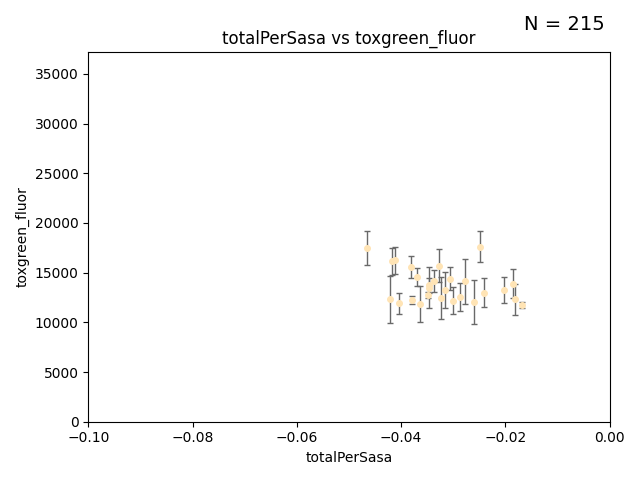 N = 215
totalPerSasa vs toxgreen_fluor
35000
30000
25000
20000
15000
10000
5000
0
toxgreen_fluor
−0.10 −0.08 −0.06 −0.04 −0.02 0.00
totalPerSasa